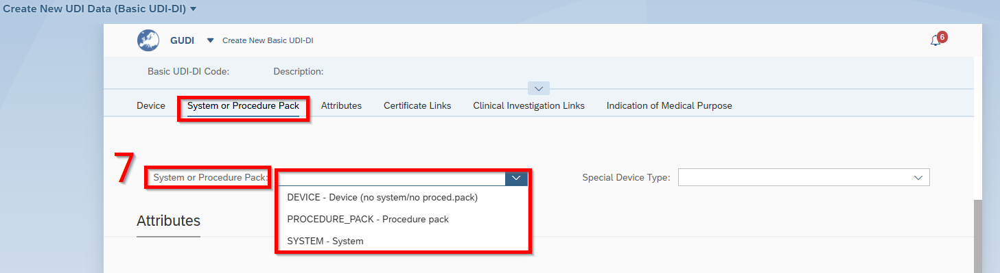 Create New UDI Data (Basic UDI-DI)
GUDI Create New Basic UDI-DI 6
Basic UDI-DI Code: Description:
Device System or Procedure Pack Attributes Certificate Links Clinical Investigation Links Indication of Medical Purpose
7
System or Procedure Pack: Special Device Type:
DEVICE - Device (no system/no proced.pack)
PROCEDURE_PACK - Procedure pack
SYSTEM - System
Attributes